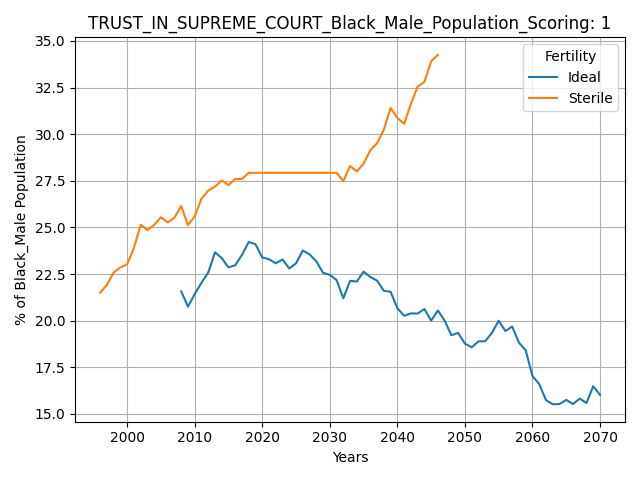 TRUST_IN_SUPREME_COURT_Black_Male_Population_Scoring: 1
Fertility
Ideal
Sterile
% of Black_Male Population
35.0
32.5
30.0
27.5
25.0
22.5
20.0
17.5
15.0
2000 2010 2020 2030 2040 2050 2060 2070
Years